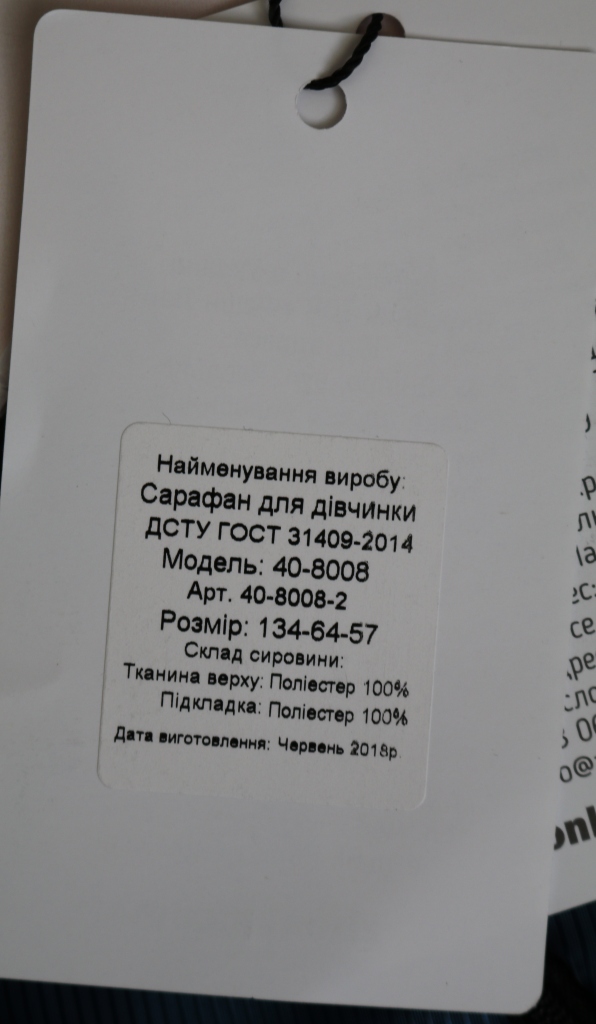 Найменування виробу:
Сарафан для дівчинки
ДСТУ ГОСТ 31409-2014
Модель: 40-8008
Арт. 40-8008-2
Розмір: 134-64-57
Склад сировини:
Тканина верху: Поліестер 100%
Підкладка: Поліестер 100%
Дата виготовлення: Червень 2018р.